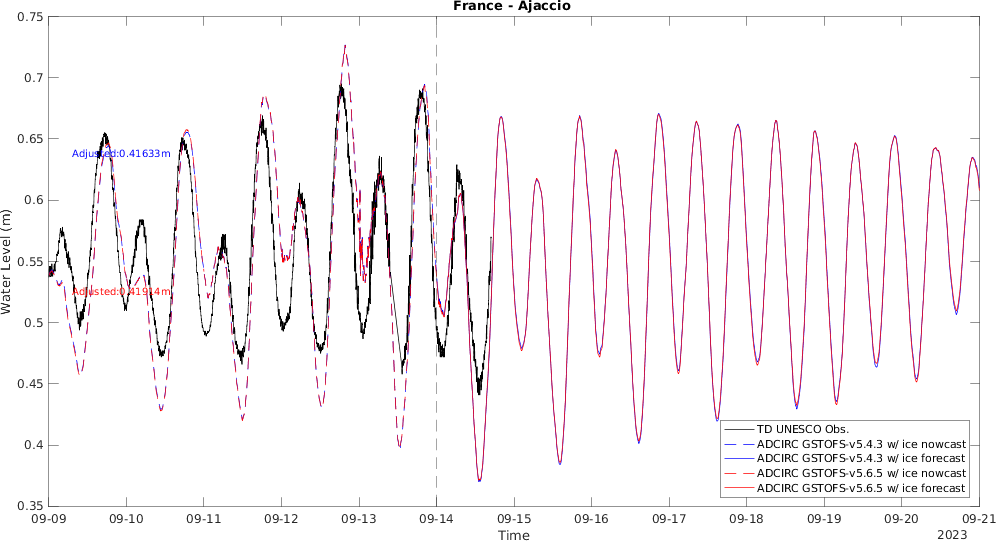 France - Ajaccio
0.75
0.7
0.65
0.6
0.55
0.5
0.45
0.4
0.35
Water Level (m)
Adjusted:0.41633m
Adjusted:0.41914m
TD UNESCO Obs.
ADCIRC GSTOFS-v5.4.3 w/ ice nowcast
ADCIRC GSTOFS-v5.4.3 w/ ice forecast
ADCIRC GSTOFS-v5.6.5 w/ ice nowcast
ADCIRC GSTOFS-v5.6.5 w/ ice forecast
09-09 09-10 09-11 09-12 09-13 09-14 09-15 09-16 09-17 09-18 09-19 09-20 09-21
Time
2023